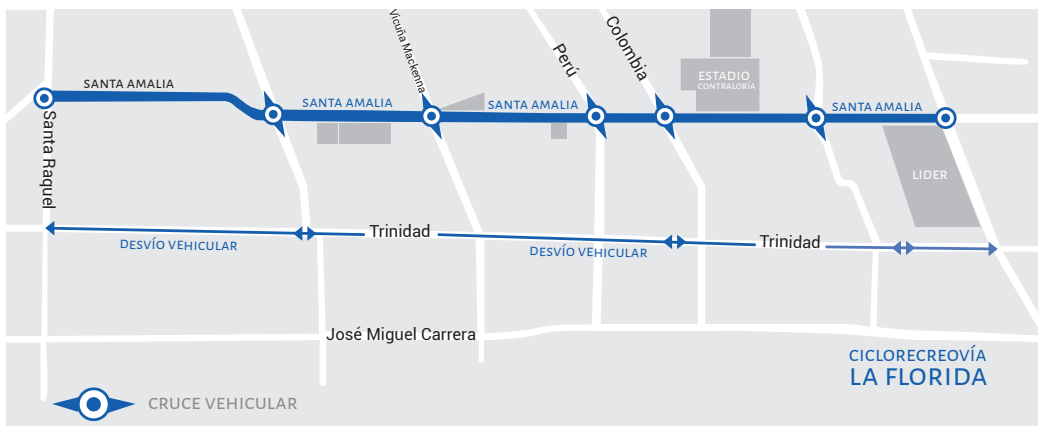 Vicuña Mackenna
Perú
Colombia
ESTADIO
CONTRALORÍA
SANTA AMALIA
SANTA AMALIA
SANTA AMALIA
SANTA AMALIA
Santa Raquel
LIDER
DESVÍO VEHICULAR
Trinidad
DESVÍO VEHICULAR
Trinidad
José Miguel Carrera
CICLORECREOVÍA
LA FLORIDA
CRUCE VEHICULAR